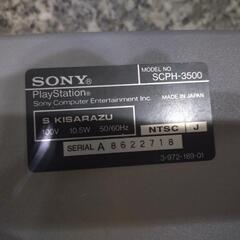 SONY®
MODEL NO. SCPH-3500
PlayStation®
MADE IN JAPAN
Sony Computer Entertainment Inc.
S KISARAZU
100V 10.5W 50/60Hz
NTSC J
SERIAL A 8622718
3-972-189-01